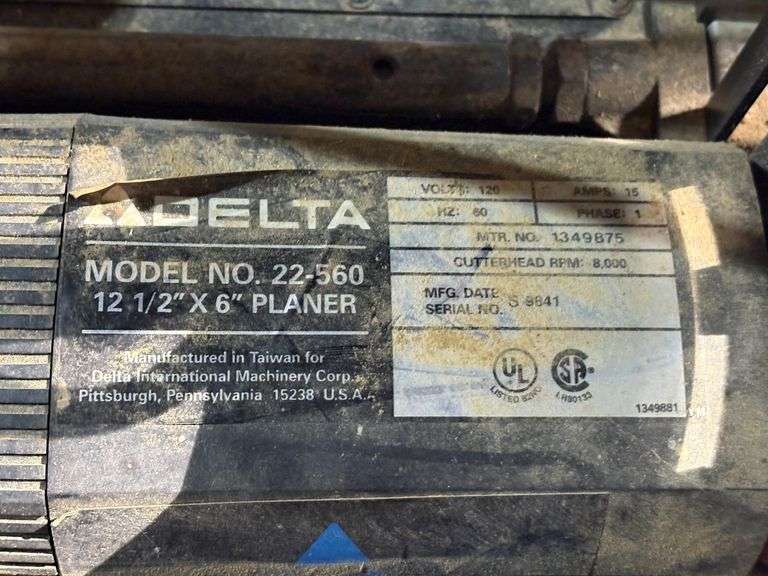 DELTA
MODEL NO. 22-560
12 1/2" X 6" PLANER
Manufactured in Taiwan for
Delta International Machinery Corp.
Pittsburgh, Pennsylvania 15238 U.S.A.
VOLTS: 120 AMPS: 15
HZ: 60 PHASE: 1
MTR. NO. 1349875
CUTTERHEAD RPM: 8,000
MFG. DATE
SERIAL NO. S 9841
UL
LISTED
SA
LR90133
1349881